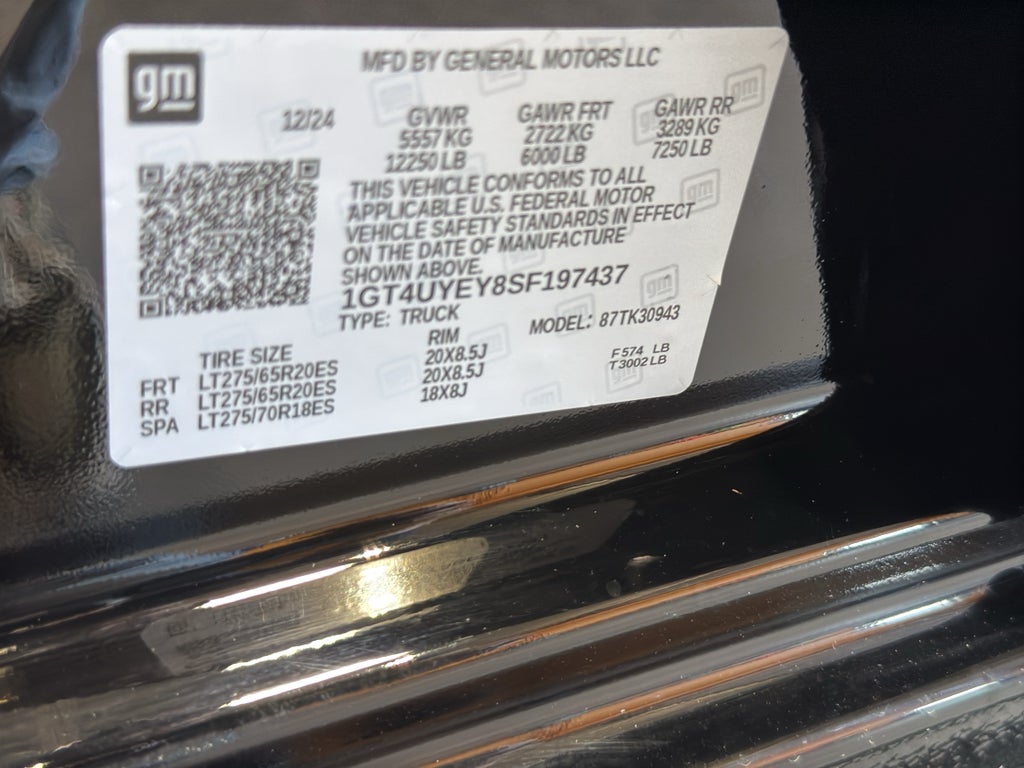 gm
MFD BY GENERAL MOTORS LLC
12/24 GVWR GAWR FRT GAWR RR
5557 KG 2722 KG 3289 KG
12250 LB 6000 LB 7250 LB
THIS VEHICLE CONFORMS TO ALL
APPLICABLE U.S. FEDERAL MOTOR
VEHICLE SAFETY STANDARDS IN EFFECT
ON THE DATE OF MANUFACTURE
SHOWN ABOVE.
1GT4UYEY8SF197437
TYPE: TRUCK MODEL: 87TK30943
TIRE SIZE RIM
FRT LT275/65R20ES 20X8.5J
RR LT275/65R20ES 20X8.5J
SPA LT275/70R18ES 18X8J
F 574 LB
T 3002 LB